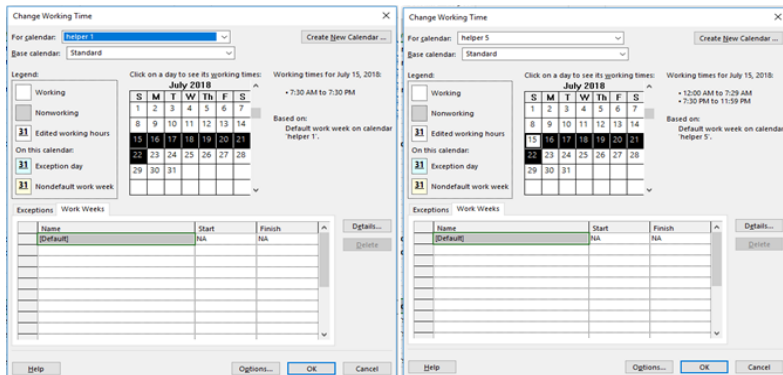 Change Working Time
For calendar: helper 1
Create New Calendar ...
Base calendar: Standard
Legend:
Working
Nonworking
31 Edited working hours
On this calendar:
31 Exception day
31 Nondefault work week
Click on a day to see its working times:
July 2018
S M T W Th F S
1 2 3 4 5 6 7
8 9 10 11 12 13 14
15 16 17 18 19 20 21
22 23 24 25 26 27 28
29 30 31
Working times for July 15, 2018:
• 7:30 AM to 7:30 PM
Based on:
Default work week on calendar
'helper 1'.
Exceptions Work Weeks
Name Start Finish
[Default] NA NA
Details...
Delete
Help Options... OK Cancel
Change Working Time
For calendar: helper 5
Create New Calendar ...
Base calendar: Standard
Legend:
Working
Nonworking
31 Edited working hours
On this calendar:
31 Exception day
31 Nondefault work week
Click on a day to see its working times:
July 2018
S M T W Th F S
1 2 3 4 5 6 7
8 9 10 11 12 13 14
15 16 17 18 19 20 21
22 23 24 25 26 27 28
29 30 31
Working times for July 15, 2018:
• 12:00 AM to 7:29 AM
• 7:30 PM to 11:59 PM
Based on:
Default work week on calendar
'helper 5'.
Exceptions Work Weeks
Name Start Finish
[Default] NA NA
Details...
Delete
Help Options... OK Cancel